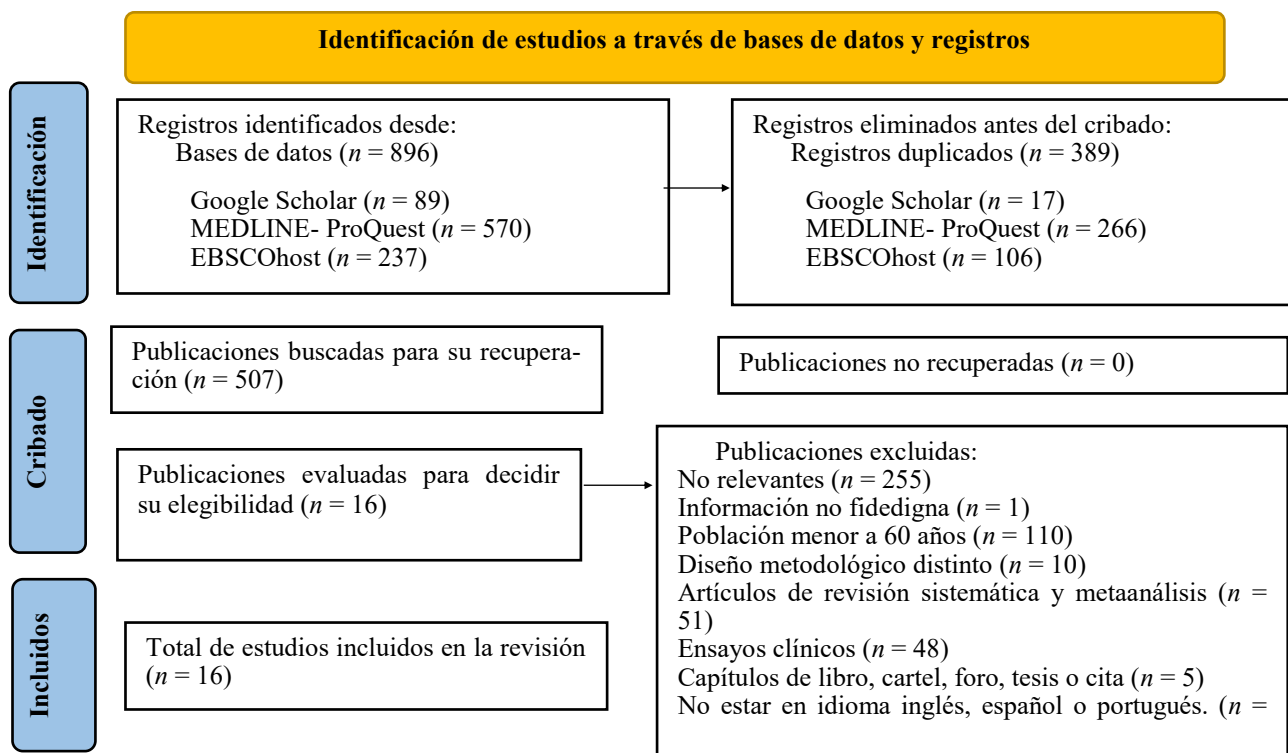 Identificación de estudios a través de bases de datos y registros
Identificación
Registros identificados desde:
Bases de datos (n = 896)
Google Scholar (n = 89)
MEDLINE- ProQuest (n = 570)
EBSCOhost (n = 237)
Registros eliminados antes del cribado:
Registros duplicados (n = 389)
Google Scholar (n = 17)
MEDLINE- ProQuest (n = 266)
EBSCOhost (n = 106)
Cribado
Publicaciones buscadas para su recupera-
ción (n = 507)
Publicaciones no recuperadas (n = 0)
Publicaciones evaluadas para decidir
su elegibilidad (n = 16)
Publicaciones excluidas:
No relevantes (n = 255)
Información no fidedigna (n = 1)
Población menor a 60 años (n = 110)
Diseño metodológico distinto (n = 10)
Artículos de revisión sistemática y metaanálisis (n =
51)
Ensayos clínicos (n = 48)
Capítulos de libro, cartel, foro, tesis o cita (n = 5)
No estar en idioma inglés, español o portugués. (n =
Incluidos
Total de estudios incluidos en la revisión
(n = 16)